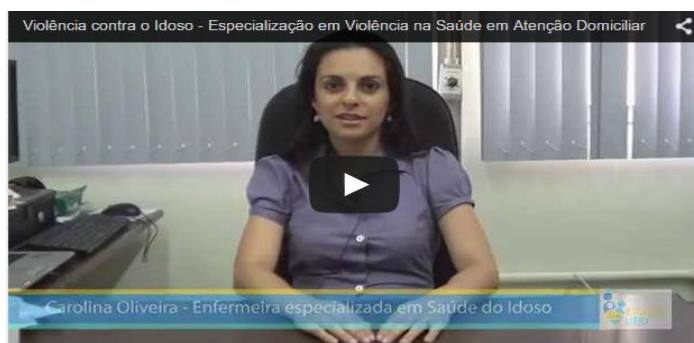 Violência contra o Idoso - Especialização em Violência na Saúde em Atenção Domiciliar
Carolina Oliveira - Enfermeira especializada em Saúde do Idoso